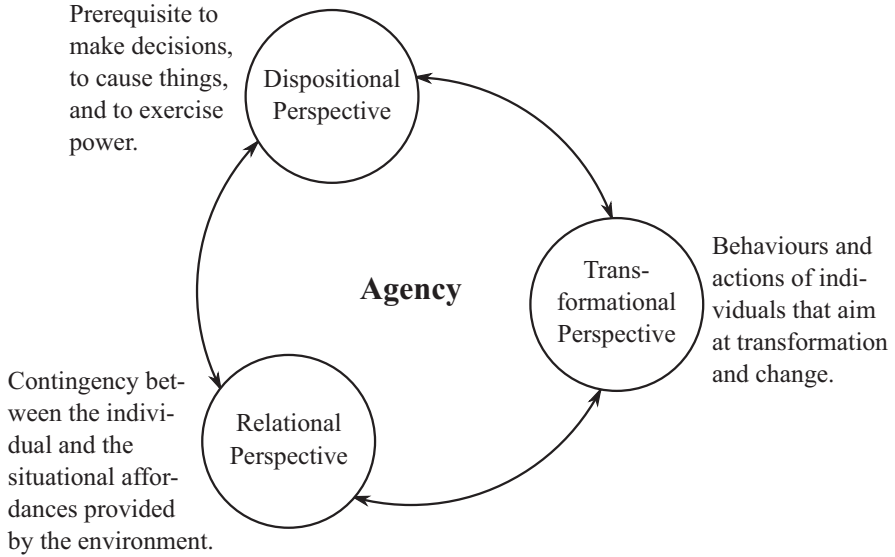 Prerequisite to
make decisions,
to cause things,
and to exercise
power.
Dispositional
Perspective
Agency
Trans-
formational
Perspective
Behaviours and
actions of indi-
viduals that aim
at transformation
and change.
Contingency bet-
ween the indivi-
dual and the
situational affor-
dances provided
by the environment.
Relational
Perspective